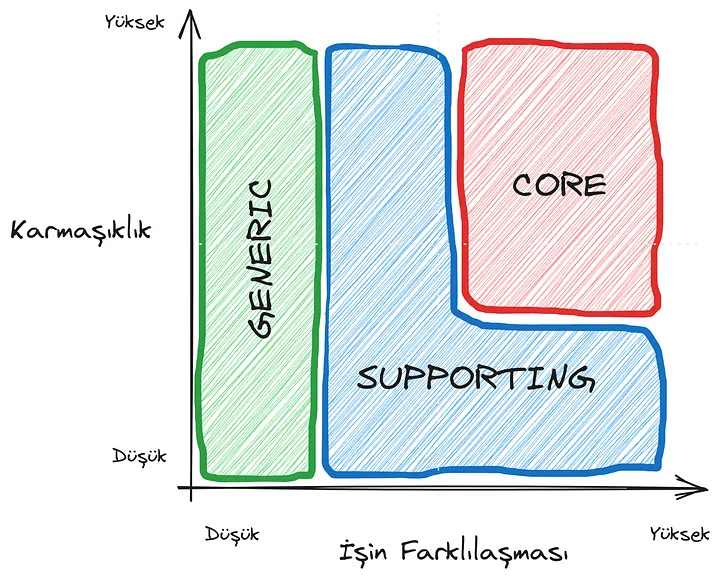 Yüksek
GENERIC
CORE
Karmaşıklık
SUPPORTING
Düşük
Düşük
İşin Farklılaşması
Yüksek